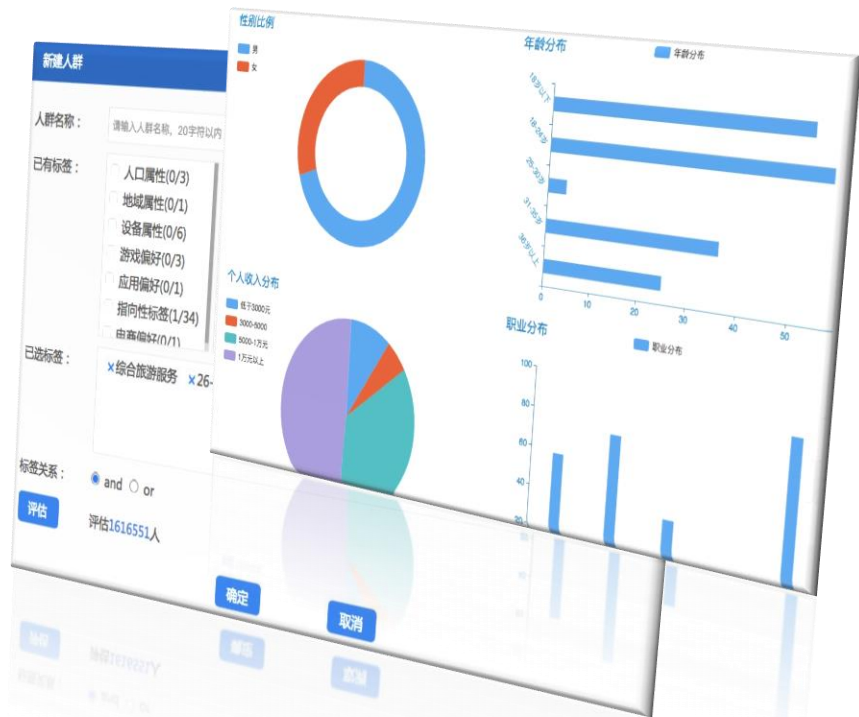 新建人群
人群名称：
请输入人群名称，20字符以内
已有标签：
人口属性(0/3)
地域属性(0/1)
设备属性(0/6)
游戏偏好(0/3)
应用偏好(0/1)
指向性标签(1/34)
电商偏好(0/1)
已选标签：
×综合旅游服务 ×26-
标签关系：
and or
评估
评估1616551人
确定
取消
性别比例
男
女
年龄分布
年龄分布
18岁以下
18-24岁
25-30岁
31-35岁
36岁以上
0 10 20 30 40 50
个人收入分布
低于3000元
3000-5000
5000-1万元
1万元以上
职业分布
职业分布
100
80
60
40
20